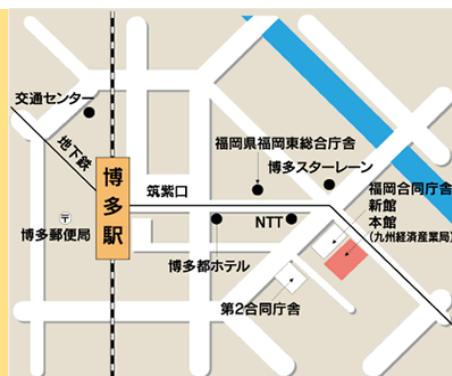 交通センター
地下鉄
博多駅
筑紫口
〒
博多郵便局
福岡県福岡東総合庁舎
博多スターレーン
福岡合同庁舎
新館
本館
(九州経済産業局)
NTT
博多都ホテル
第2合同庁舎